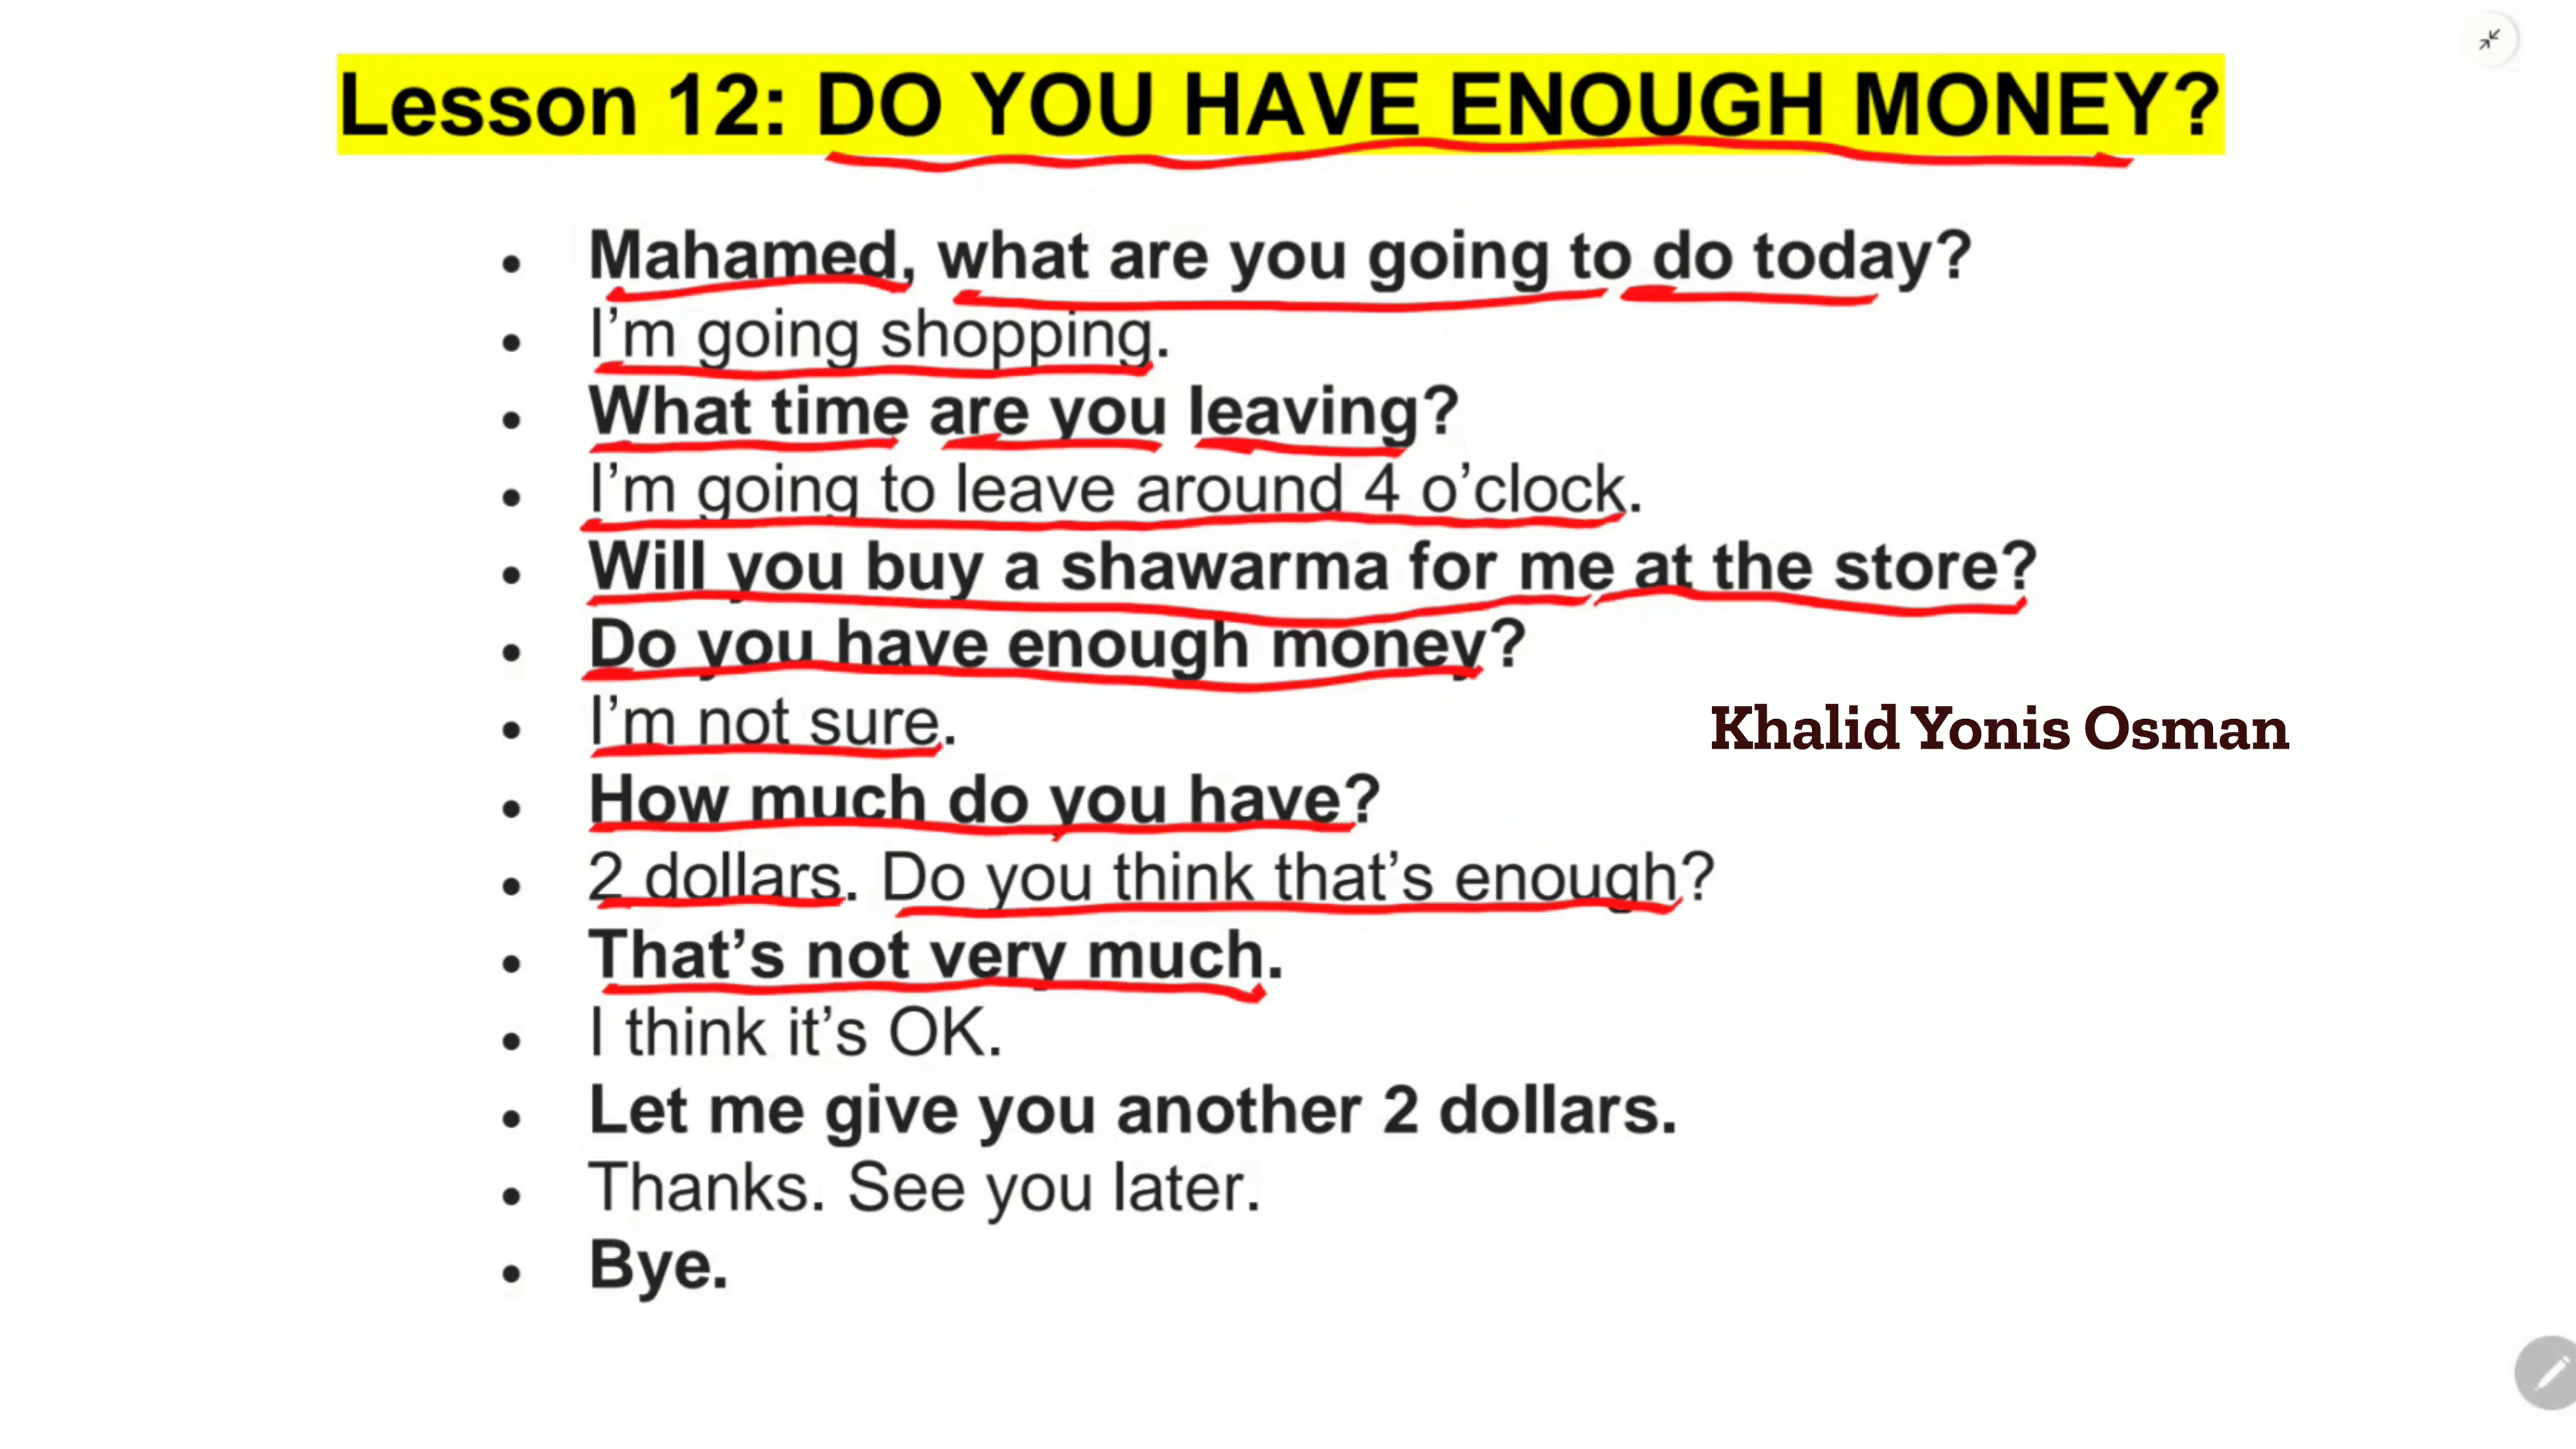 Lesson 12: DO YOU HAVE ENOUGH MONEY?
• Mahamed, what are you going to do today?
• I’m going shopping.
• What time are you leaving?
• I’m going to leave around 4 o’clock.
• Will you buy a shawarma for me at the store?
• Do you have enough money?
• I’m not sure.
Khalid Yonis Osman
• How much do you have?
• 2 dollars. Do you think that’s enough?
• That’s not very much.
• I think it’s OK.
• Let me give you another 2 dollars.
• Thanks. See you later.
• Bye.